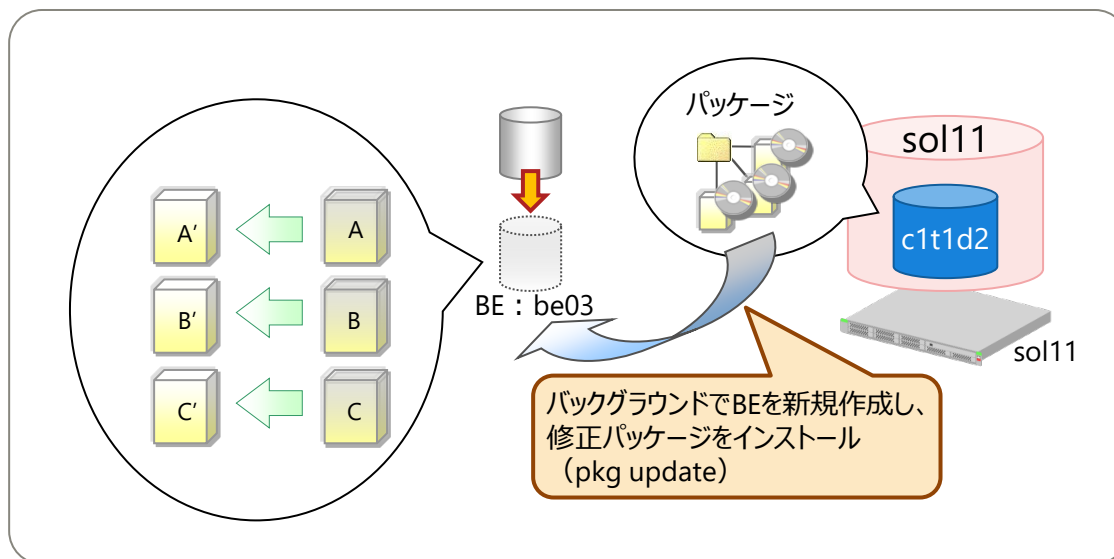 パッケージ
sol11
c1t1d2
sol11
A’
A
B’
B
C’
C
BE：be03
バックグラウンドでBEを新規作成し、
修正パッケージをインストール
（pkg update）